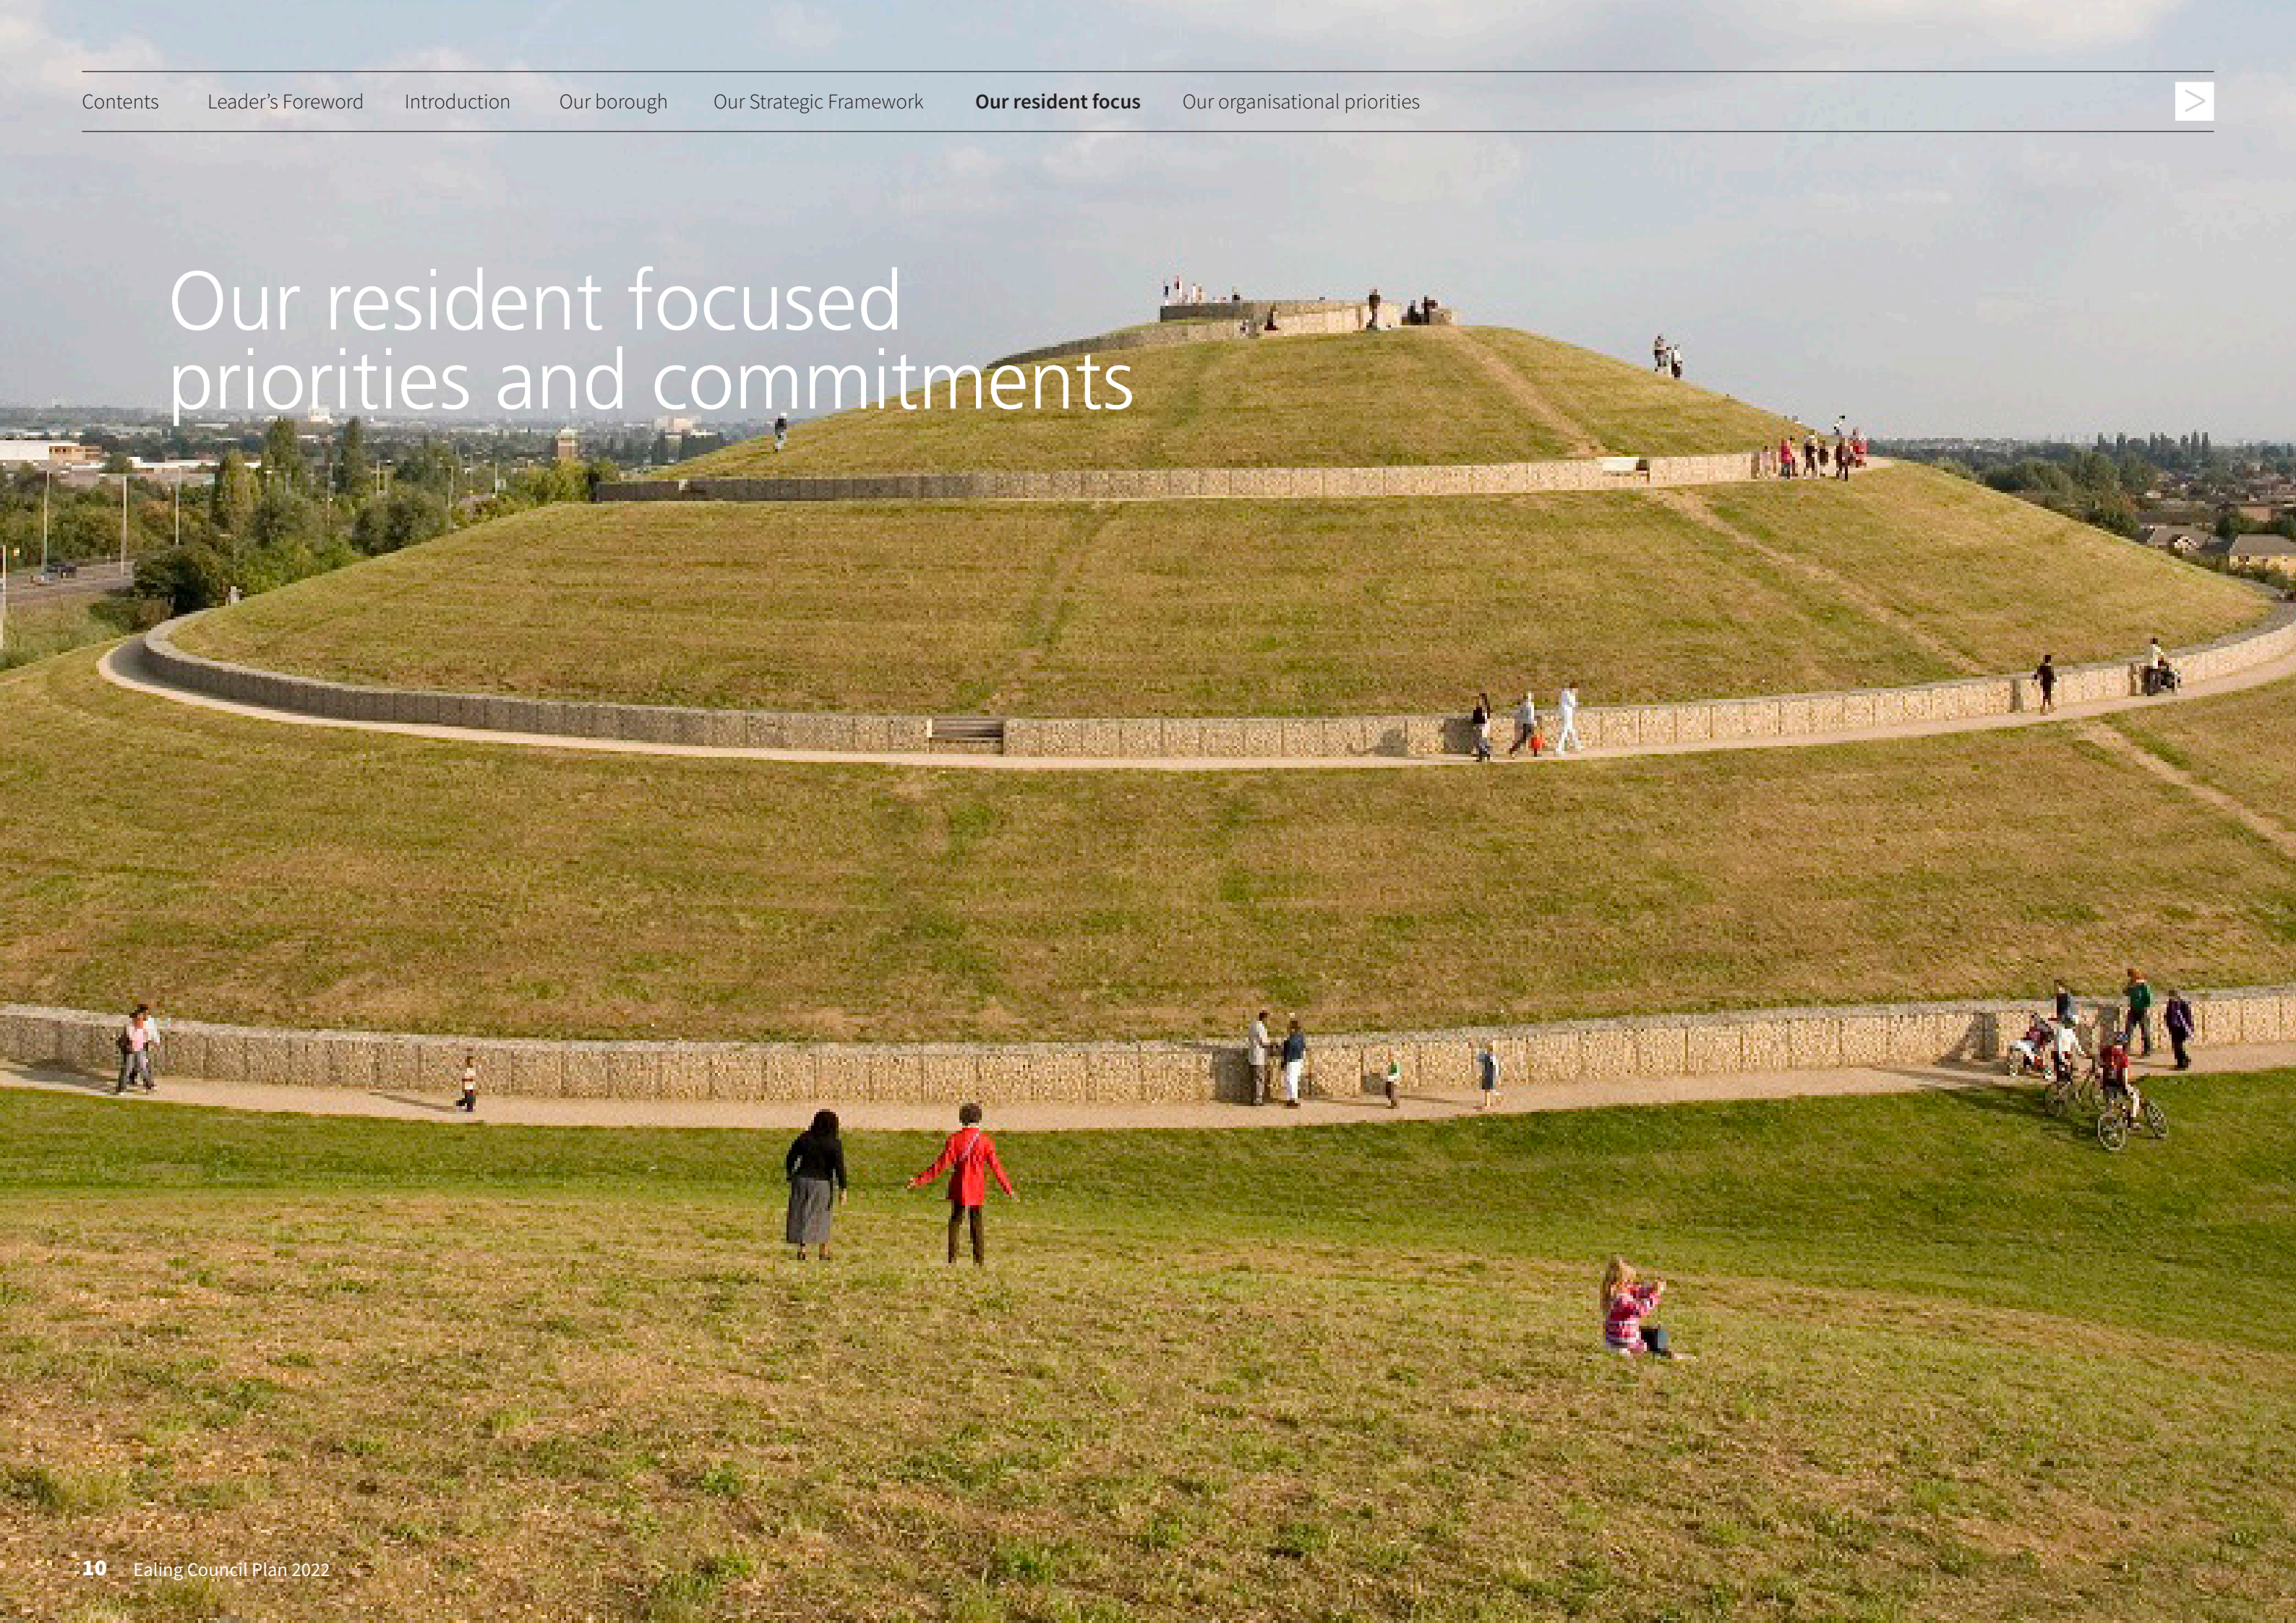 Contents Leader’s Foreword Introduction Our borough Our Strategic Framework Our resident focus Our organisational priorities >
Our resident focused
priorities and commitments
10 Ealing Council Plan 2022